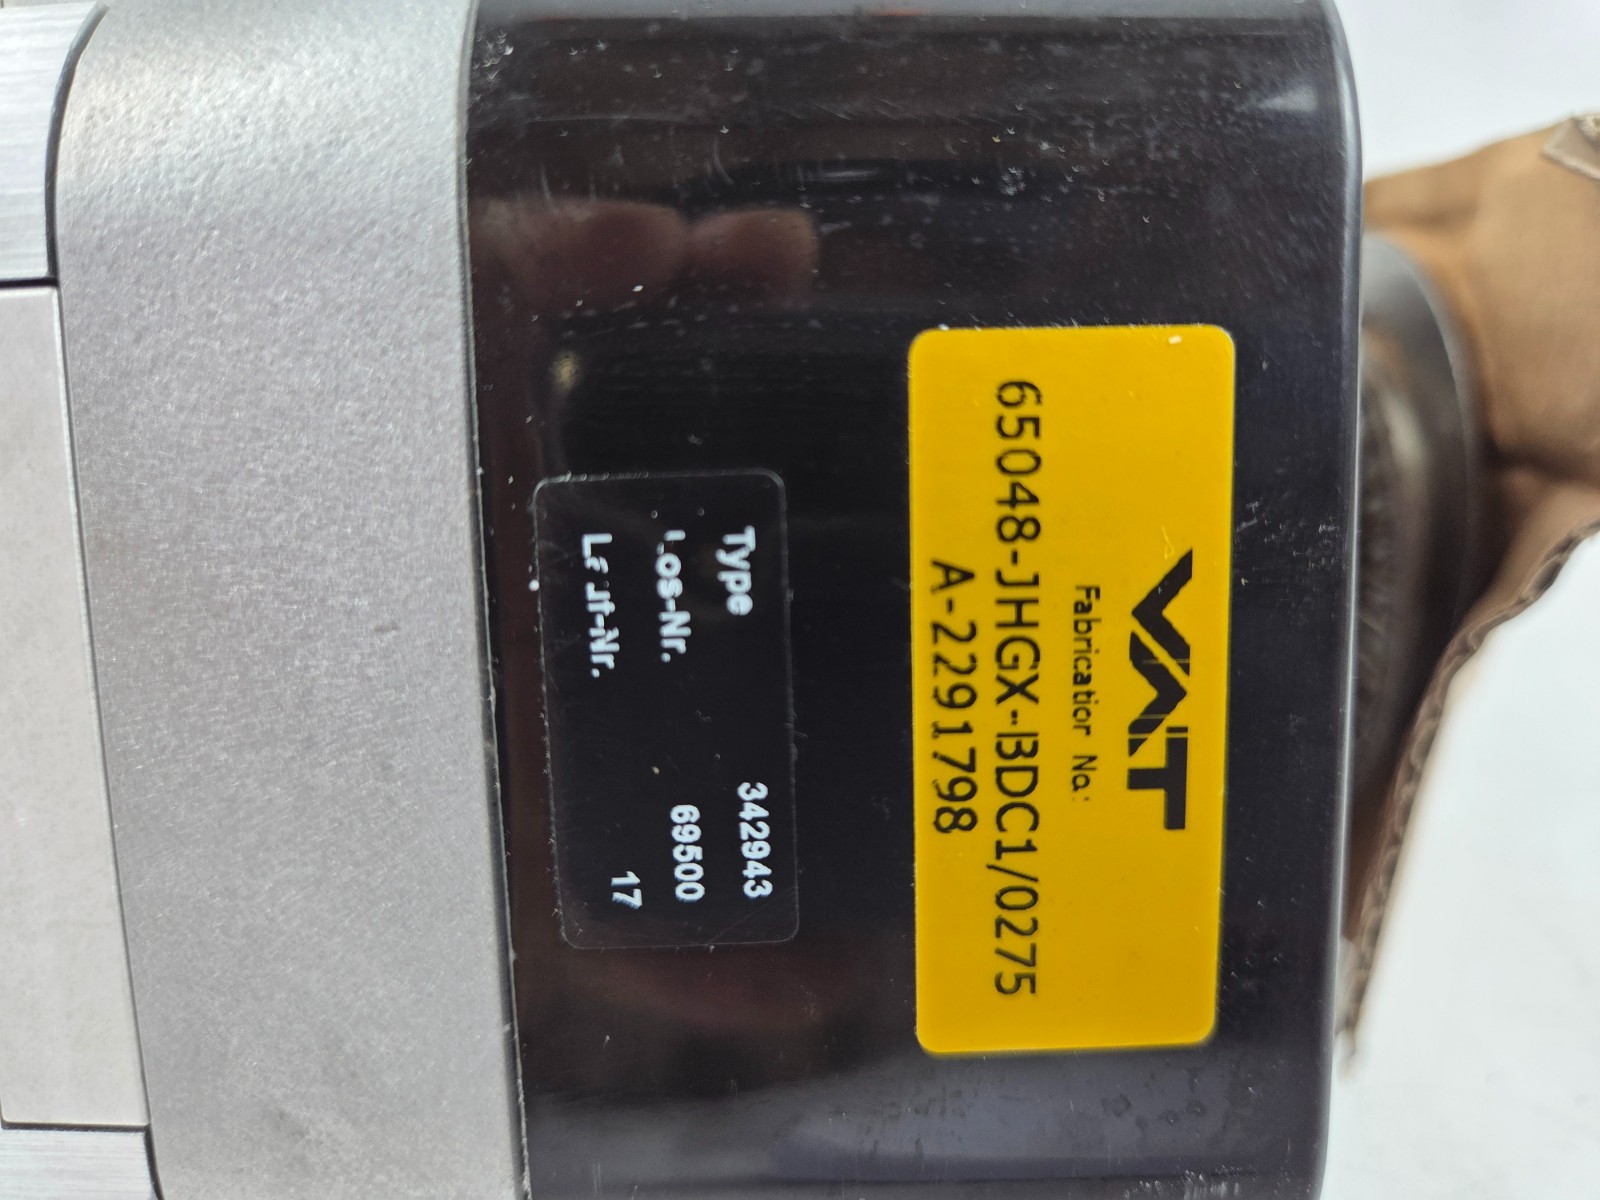 VAT
Fabrication No:
65048-JHGX-BDC1/0275
A-2291798
Type 342943
Los-Nr. 69500
Lauf-Nr. 17